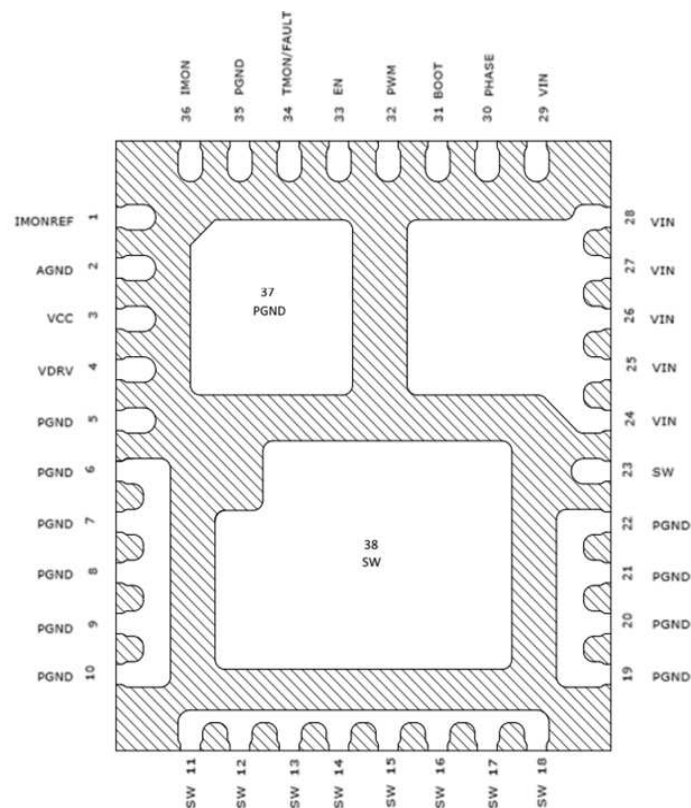 36 IMON
35 PGND
34 TMON/FAULT
33 EN
32 PWM
31 BOOT
30 PHASE
29 VIN
IMONREF 1
AGND 2
VCC 3
VDRV 4
PGND 5
PGND 6
PGND 7
PGND 8
PGND 9
PGND 10
37
PGND
38
SW
28 VIN
27 VIN
26 VIN
25 VIN
24 VIN
23 SW
22 PGND
21 PGND
20 PGND
19 PGND
SW 11
SW 12
SW 13
SW 14
SW 15
SW 16
SW 17
SW 18